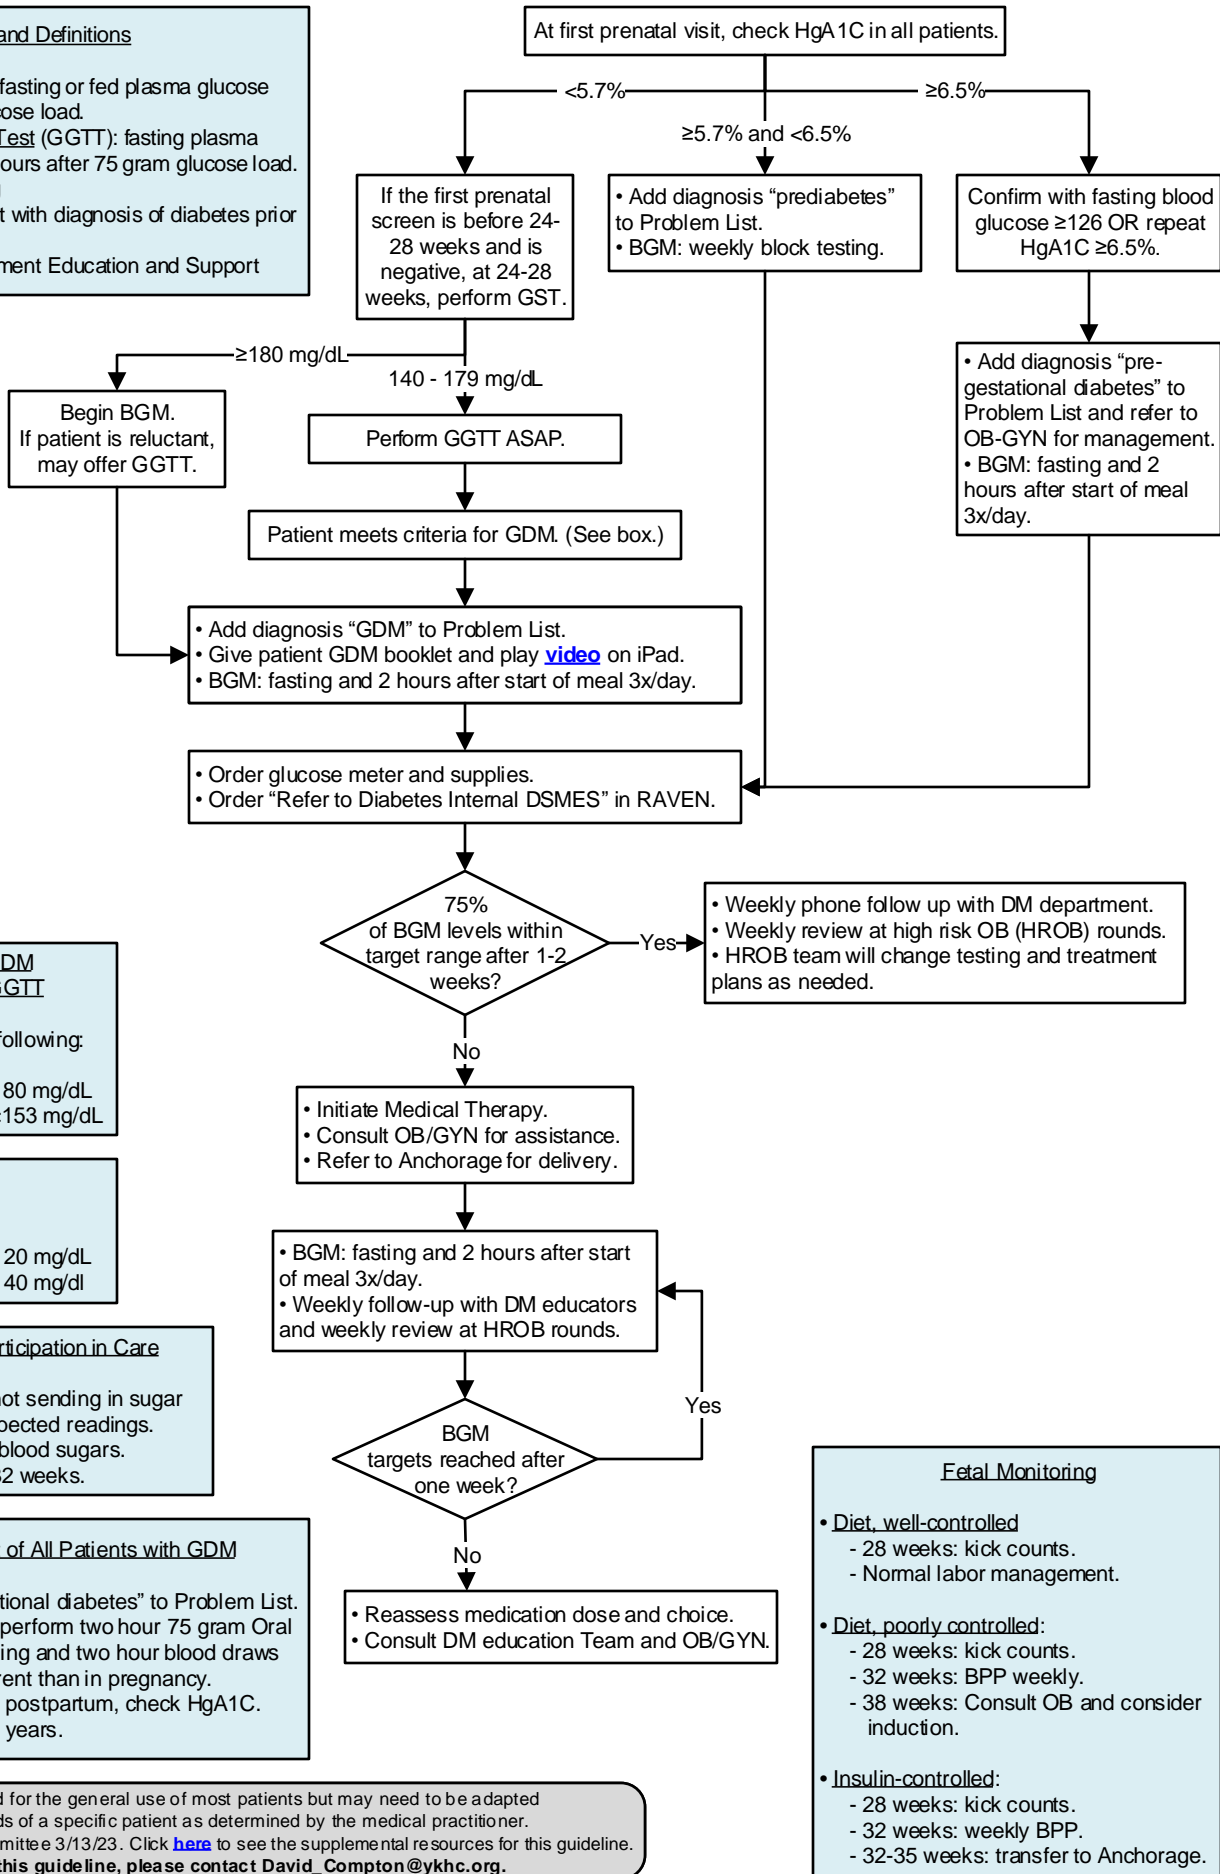 and Definitions
fasting or fed plasma glucose
cose load.
Test (GGTT): fasting plasma
ours after 75 gram glucose load.
t with diagnosis of diabetes prior
ment Education and Support
At first prenatal visit, check HgA1C in all patients.
<5.7%
≥5.7% and <6.5%
≥6.5%
If the first prenatal
screen is before 24-
28 weeks and is
negative, at 24-28
weeks, perform GST.
• Add diagnosis “prediabetes”
to Problem List.
• BGM: weekly block testing.
Confirm with fasting blood
glucose ≥126 OR repeat
HgA1C ≥6.5%.
≥180 mg/dL
140 - 179 mg/dL
• Add diagnosis “pre-
gestational diabetes” to
Problem List and refer to
OB-GYN for management.
• BGM: fasting and 2
hours after start of meal
3x/day.
Begin BGM.
If patient is reluctant,
may offer GGTT.
Perform GGTT ASAP.
Patient meets criteria for GDM. (See box.)
• Add diagnosis “GDM” to Problem List.
• Give patient GDM booklet and play video on iPad.
• BGM: fasting and 2 hours after start of meal 3x/day.
• Order glucose meter and supplies.
• Order “Refer to Diabetes Internal DSMES” in RAVEN.
75%
of BGM levels within
target range after 1-2
weeks?
Yes
• Weekly phone follow up with DM department.
• Weekly review at high risk OB (HROB) rounds.
• HROB team will change testing and treatment
plans as needed.
No
DM
GGTT
following:
80 mg/dL
153 mg/dL
• Initiate Medical Therapy.
• Consult OB/GYN for assistance.
• Refer to Anchorage for delivery.
20 mg/dL
40 mg/dl
• BGM: fasting and 2 hours after start
of meal 3x/day.
• Weekly follow-up with DM educators
and weekly review at HROB rounds.
rticipation in Care
not sending in sugar
pected readings.
blood sugars.
32 weeks.
BGM
targets reached after
one week?
Yes
No
• Reassess medication dose and choice.
• Consult DM education Team and OB/GYN.
of All Patients with GDM
tional diabetes” to Problem List.
perform two hour 75 gram Oral
ing and two hour blood draws
rent than in pregnancy.
postpartum, check HgA1C.
years.
Fetal Monitoring
• Diet, well-controlled
- 28 weeks: kick counts.
- Normal labor management.
• Diet, poorly controlled:
- 28 weeks: kick counts.
- 32 weeks: BPP weekly.
- 38 weeks: Consult OB and consider
induction.
• Insulin-controlled:
- 28 weeks: kick counts.
- 32 weeks: weekly BPP.
- 32-35 weeks: transfer to Anchorage.
d for the general use of most patients but may need to be adapted
ds of a specific patient as determined by the medical practitioner.
mittee 3/13/23. Click here to see the supplemental resources for this guideline.
this guideline, please contact David_Compton@ykhc.org.